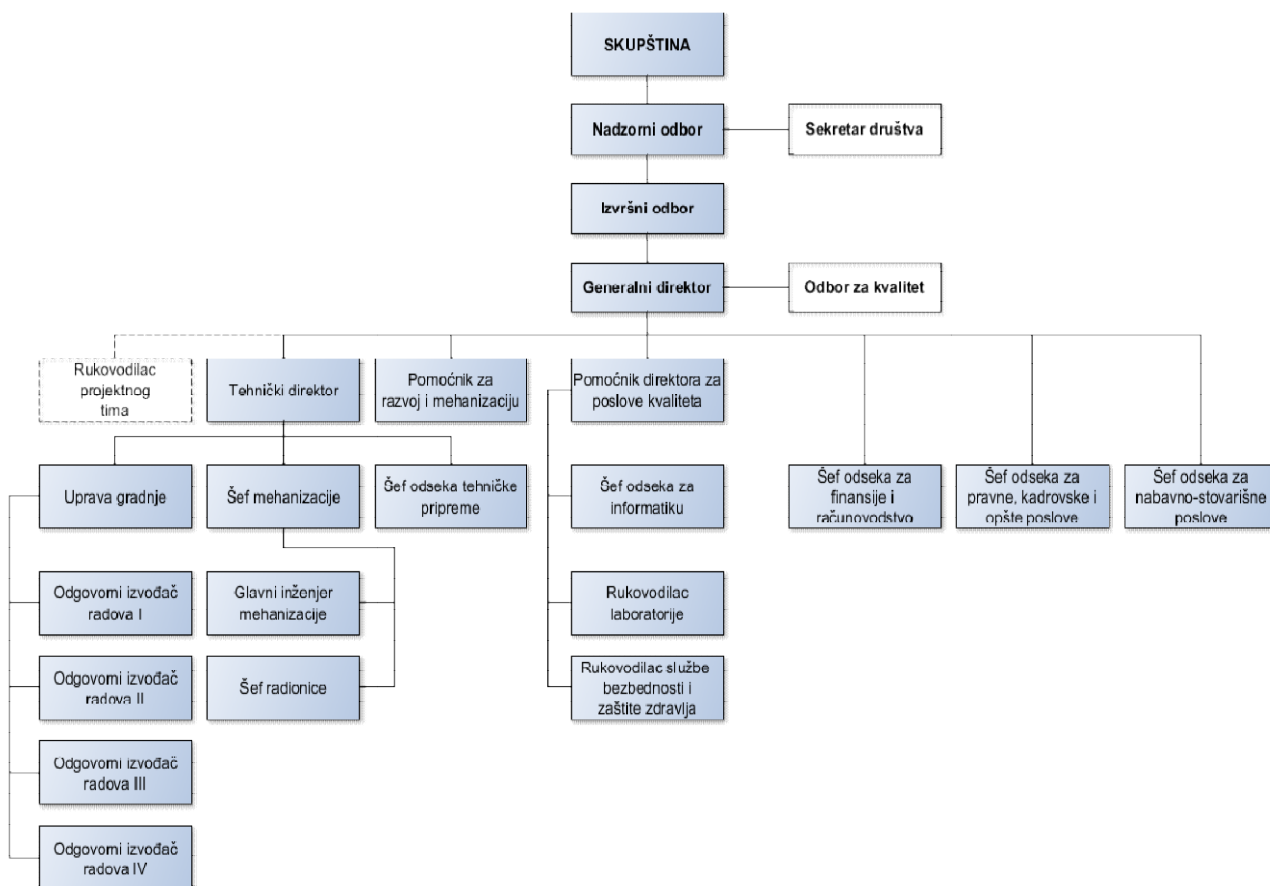 SKUPŠTINA
Nadzorni odbor
Sekretar društva
Izvršni odbor
Generalni direktor
Odbor za kvalitet
Rukovodilac
projektnog
tima
Tehnički direktor
Pomoćnik za
razvoj i mehanizaciju
Pomoćnik direktora za
poslove kvaliteta
Uprava gradnje
Šef mehanizacije
Šef odseka tehničke
pripreme
Šef odseka za
informatiku
Šef odseka za
finansije i
računovodstvo
Šef odseka za
pravne, kadrovske i
opšte poslove
Šef odseka za
nabavno-stovarišne
poslove
Odgovorni izvođač
radova I
Glavni inženjer
mehanizacije
Rukovodilac
laboratorije
Odgovorni izvođač
radova II
Šef radionice
Rukovodilac službe
bezbednosti i
zaštite zdravlja
Odgovorni izvođač
radova III
Odgovorni izvođač
radova IV